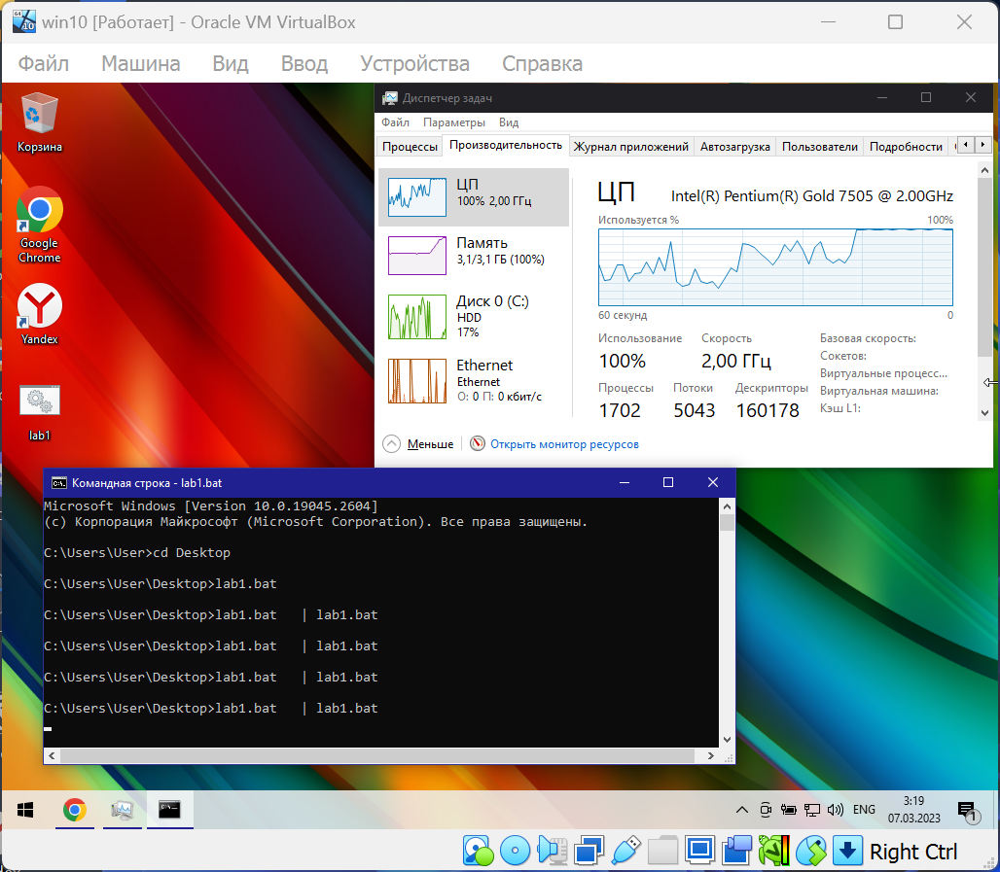 win10 [Работает] - Oracle VM VirtualBox
Файл Машина Вид Ввод Устройства Справка
Корзина
Google
Chrome
Yandex
lab1
Диспетчер задач
Файл Параметры Вид
Процессы Производительность Журнал приложений Автозагрузка Пользователи Подробности
ЦП
100% 2,00 ГГц
Память
3,1/3,1 ГБ (100%)
Диск 0 (C:)
HDD
17%
Ethernet
Ethernet
О: 0 П: 0 кбит/с
ЦП Intel(R) Pentium(R) Gold 7505 @ 2.00GHz
Используется % 100%
60 секунд 0
Использование Скорость
100% 2,00 ГГц
Процессы Потоки Дескрипторы
1702 5043 160178
Базовая скорость:
Сокетов:
Виртуальные процесс...
Виртуальная машина:
Кэш L1:
Меньше Открыть монитор ресурсов
Командная строка - lab1.bat
Microsoft Windows [Version 10.0.19045.2604]
(c) Корпорация Майкрософт (Microsoft Corporation). Все права защищены.
C:\Users\User>cd Desktop
C:\Users\User\Desktop>lab1.bat
C:\Users\User\Desktop>lab1.bat | lab1.bat
C:\Users\User\Desktop>lab1.bat | lab1.bat
C:\Users\User\Desktop>lab1.bat | lab1.bat
C:\Users\User\Desktop>lab1.bat | lab1.bat
ENG
3:19
07.03.2023
1
Right Ctrl